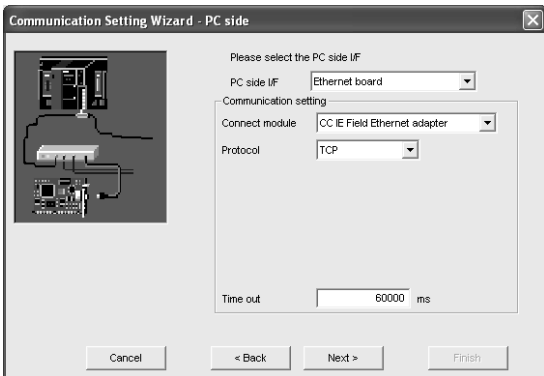 Communication Setting Wizard - PC side
Please select the PC side I/F
PC side I/F Ethernet board
Communication setting
Connect module CC IE Field Ethernet adapter
Protocol TCP
Time out 60000 ms
Cancel < Back Next > Finish